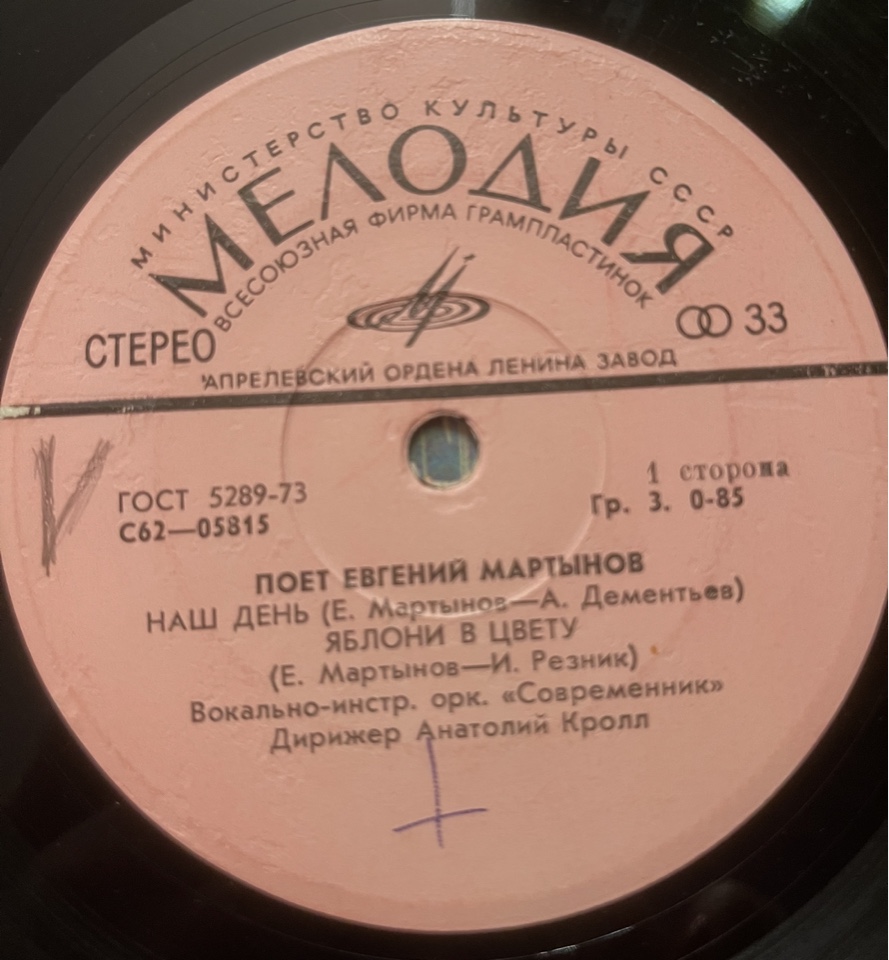 МИНИСТЕРСТВО КУЛЬТУРЫ СССР
МЕЛОДИЯ
ВСЕСОЮЗНАЯ ФИРМА ГРАМПЛАСТИНОК
СТЕРЕО
33
АПРЕЛЕВСКИЙ ОРДЕНА ЛЕНИНА ЗАВОД
ГОСТ 5289-73
1 сторона
С62—05815
Гр. 3. 0-85
ПОЕТ ЕВГЕНИЙ МАРТЫНОВ
НАШ ДЕНЬ (Е. Мартынов—А. Дементьев)
ЯБЛОНИ В ЦВЕТУ
(Е. Мартынов—И. Резник)
Вокально-инстр. орк. «Современник»
Дирижер Анатолий Кролл